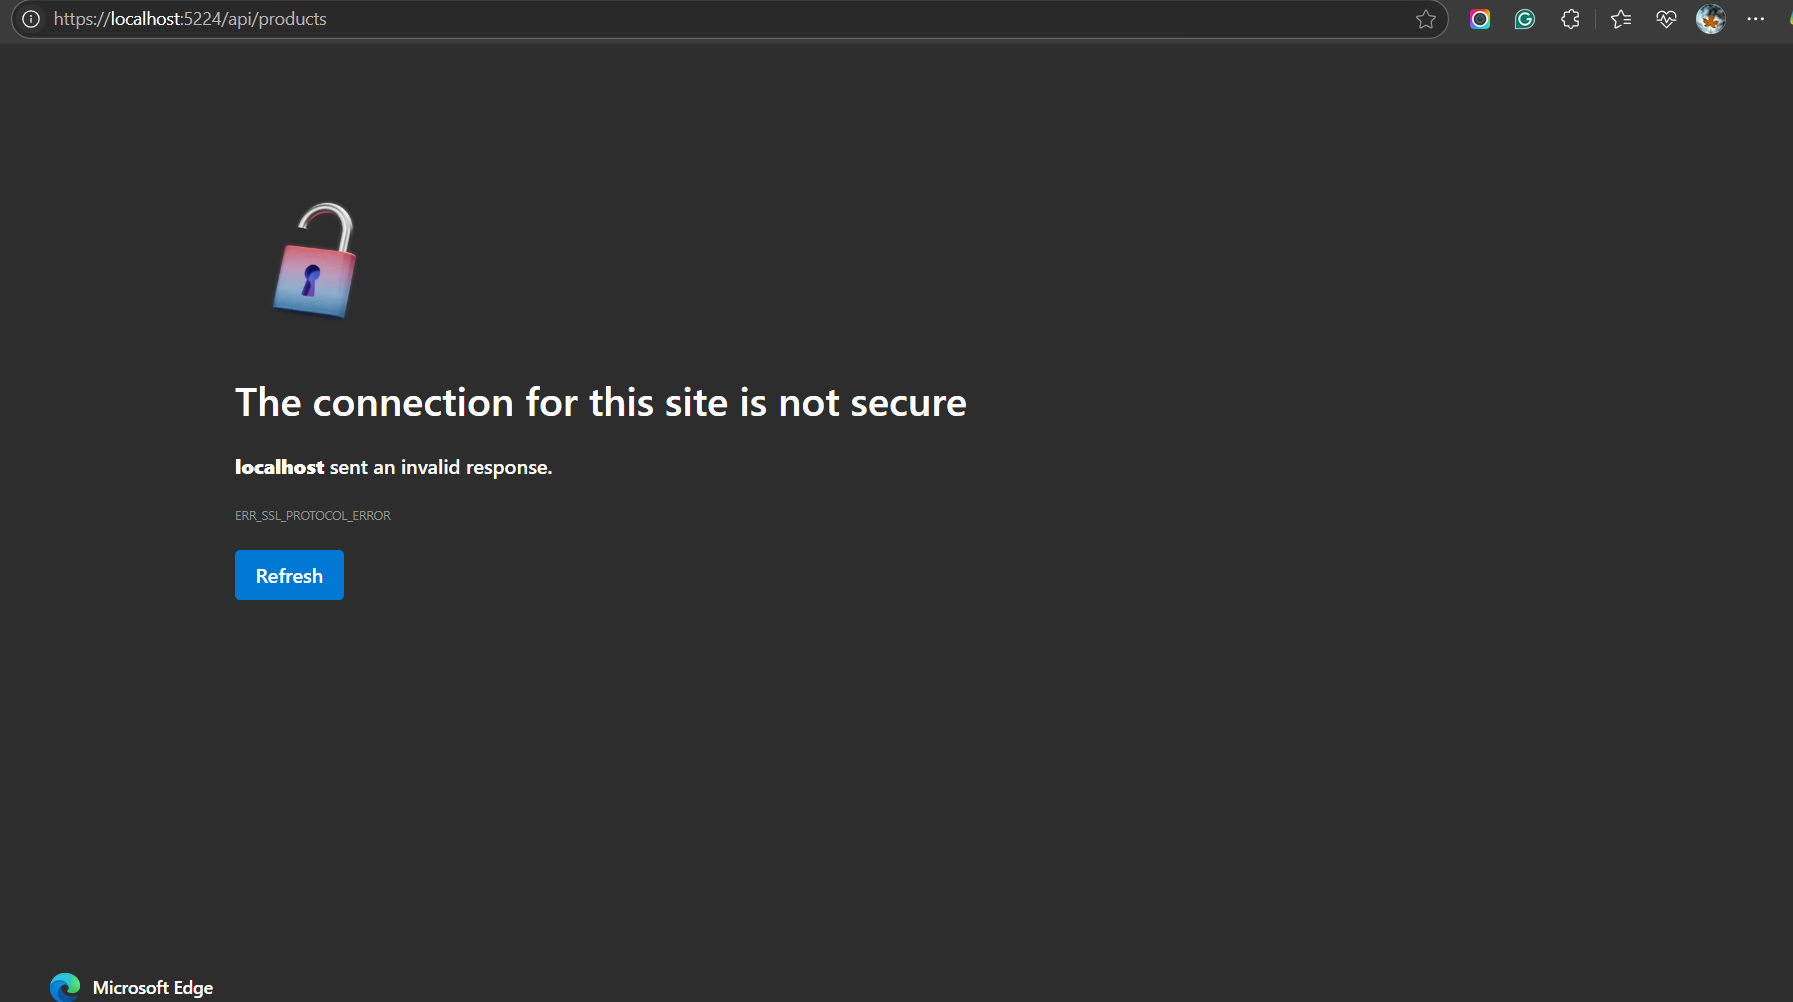 https://localhost:5224/api/products
The connection for this site is not secure
localhost sent an invalid response.
ERR_SSL_PROTOCOL_ERROR
Refresh
Microsoft Edge